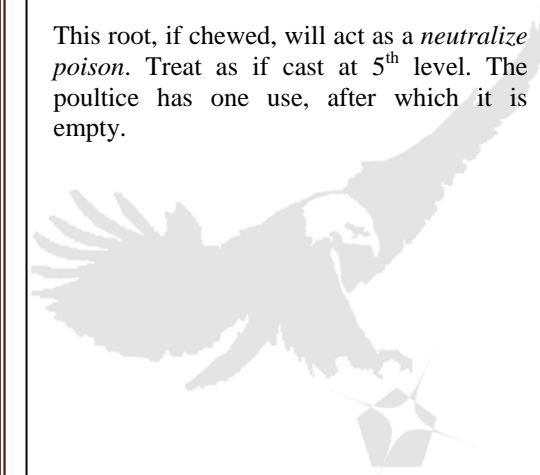 This root, if chewed, will act as a neutralize
poison. Treat as if cast at 5th level. The
poultice has one use, after which it is
empty.